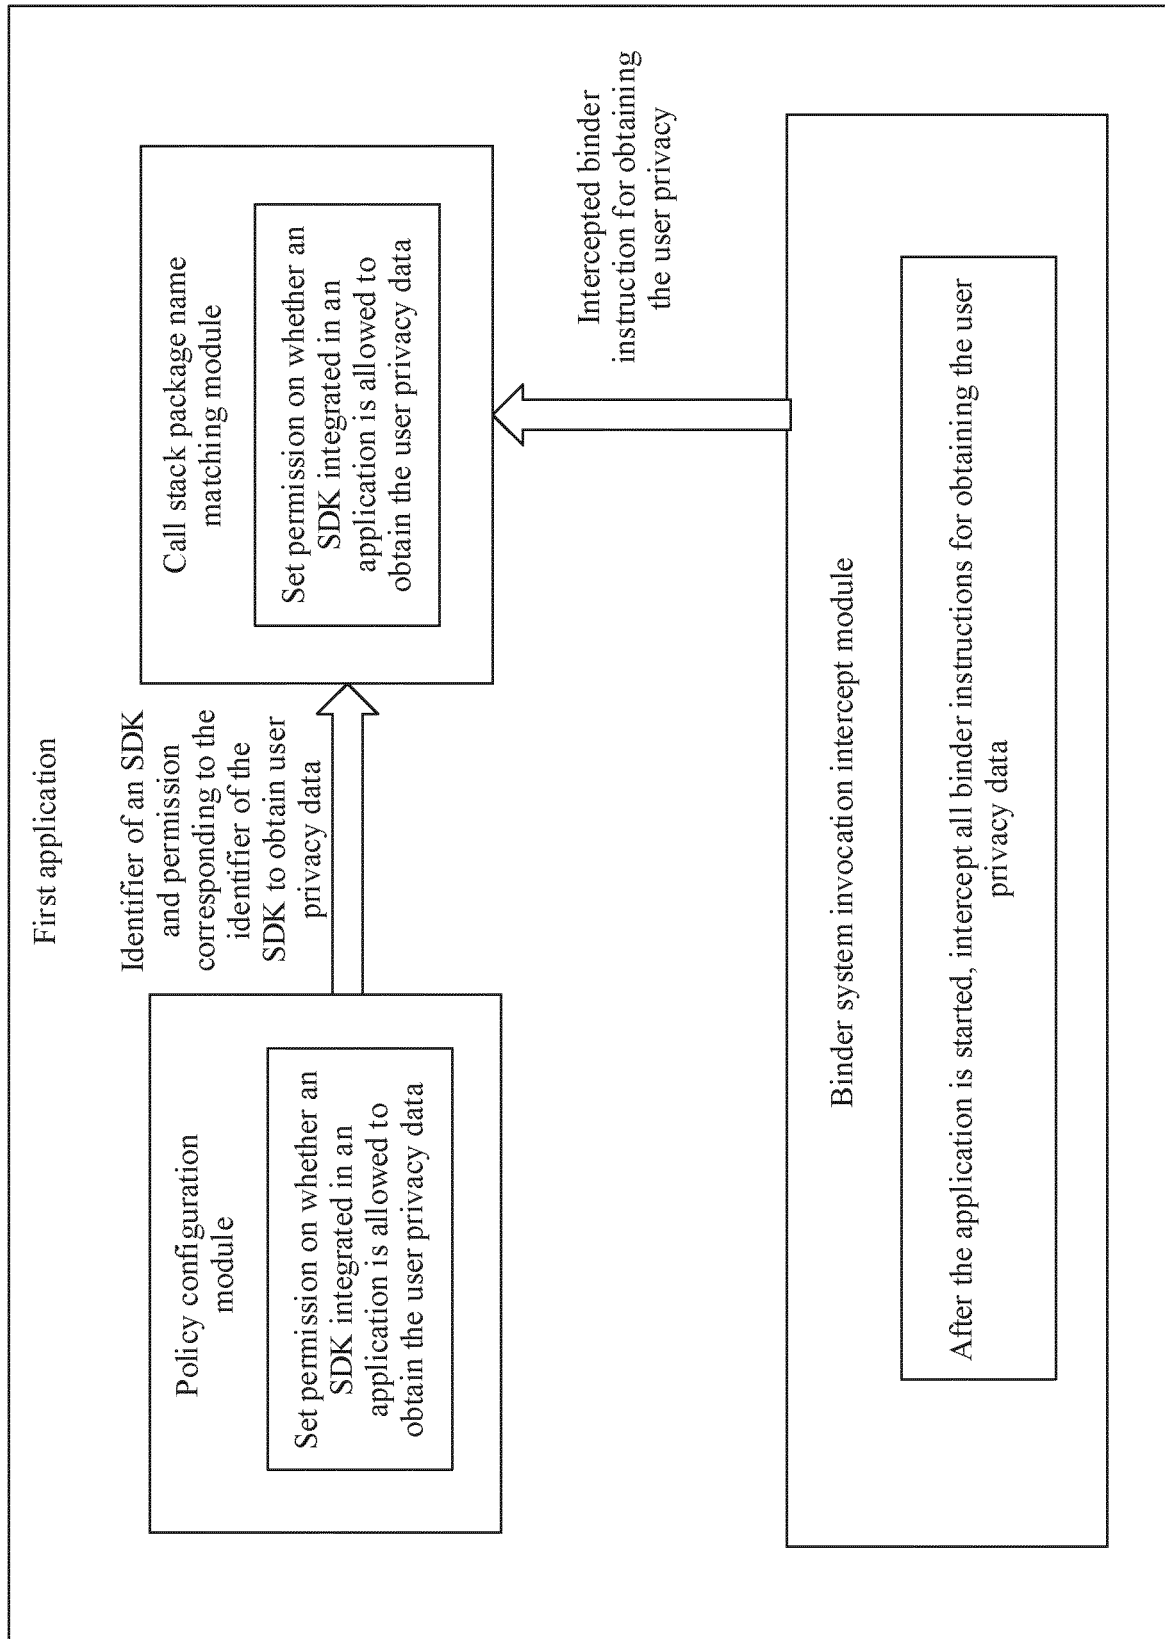 First application
Policy configuration
module
Set permission on whether an
SDK integrated in an
application is allowed to
obtain the user privacy data
Identifier of an SDK
and permission
corresponding to the
identifier of the
SDK to obtain user
privacy data
Call stack package name
matching module
Set permission on whether an
SDK integrated in an
application is allowed to
obtain the user privacy data
Intercepted binder
instruction for obtaining
the user privacy
Binder system invocation intercept module
After the application is started, intercept all binder instructions for obtaining the user
privacy data